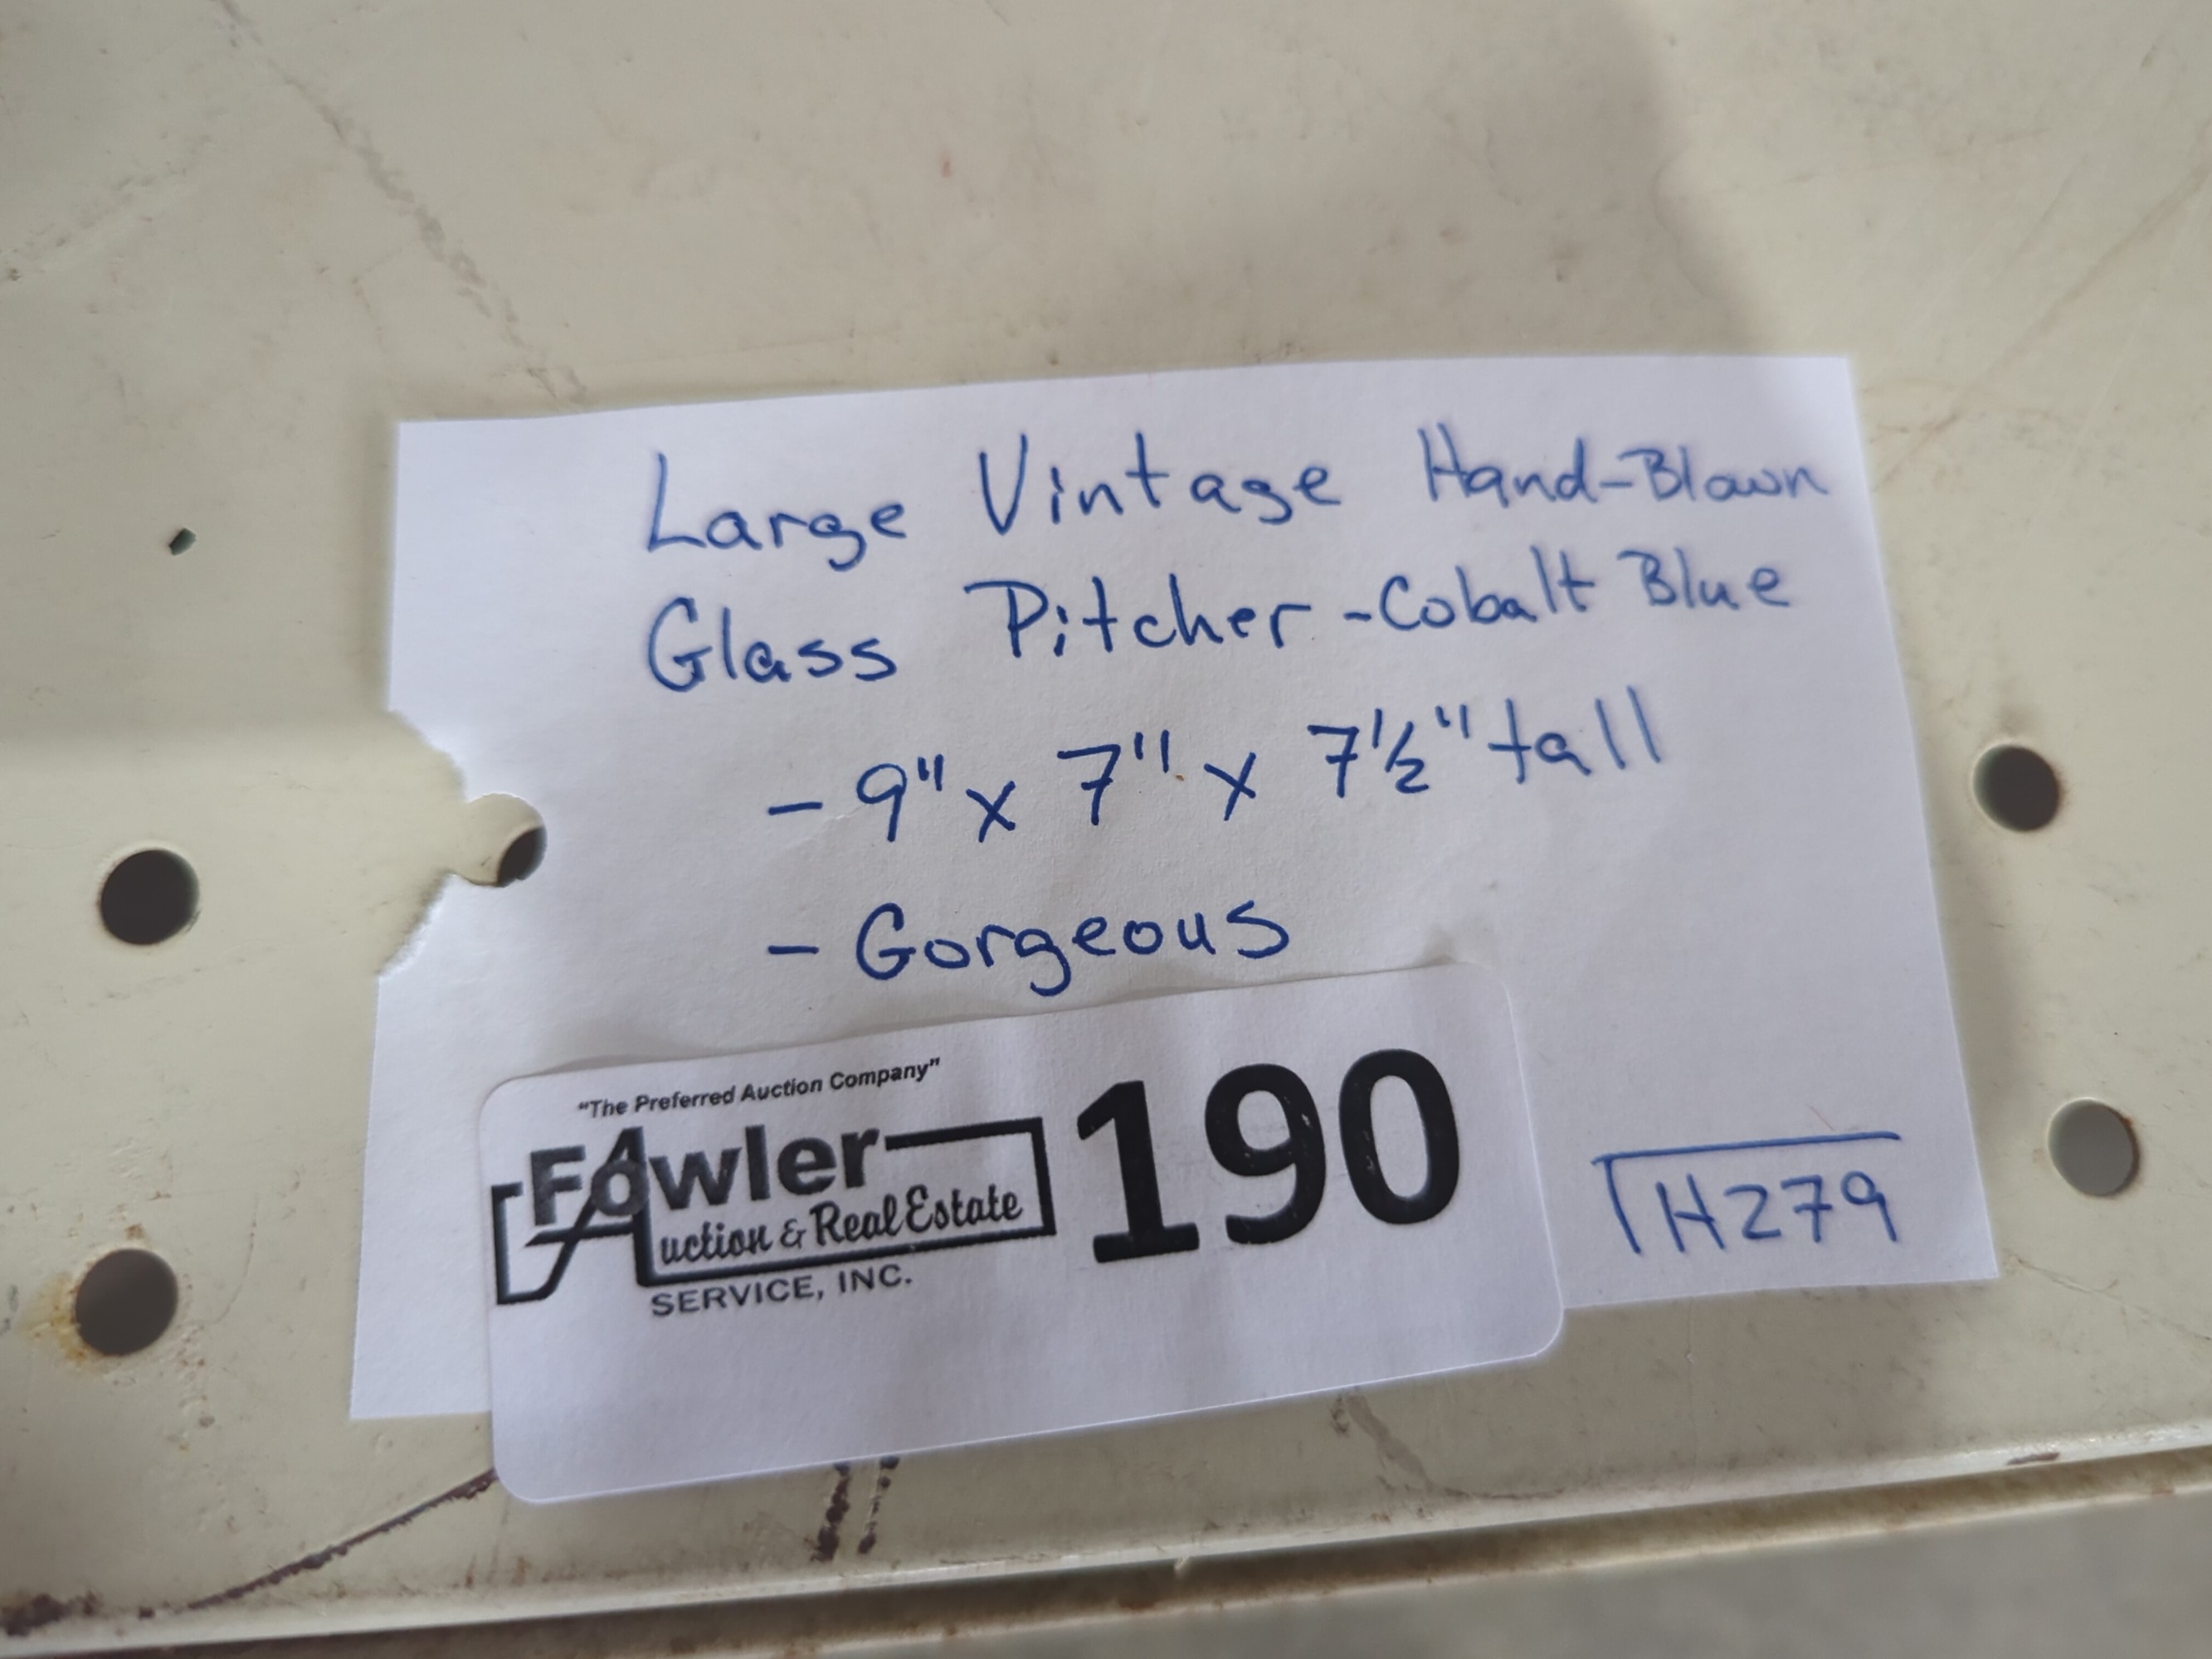 Large Vintage Hand-Blown
Glass Pitcher - Cobalt Blue
- 9" x 7" x 7½" tall
- Gorgeous
"The Preferred Auction Company"
Fowler
Auction & Real Estate
SERVICE, INC.
190
H279